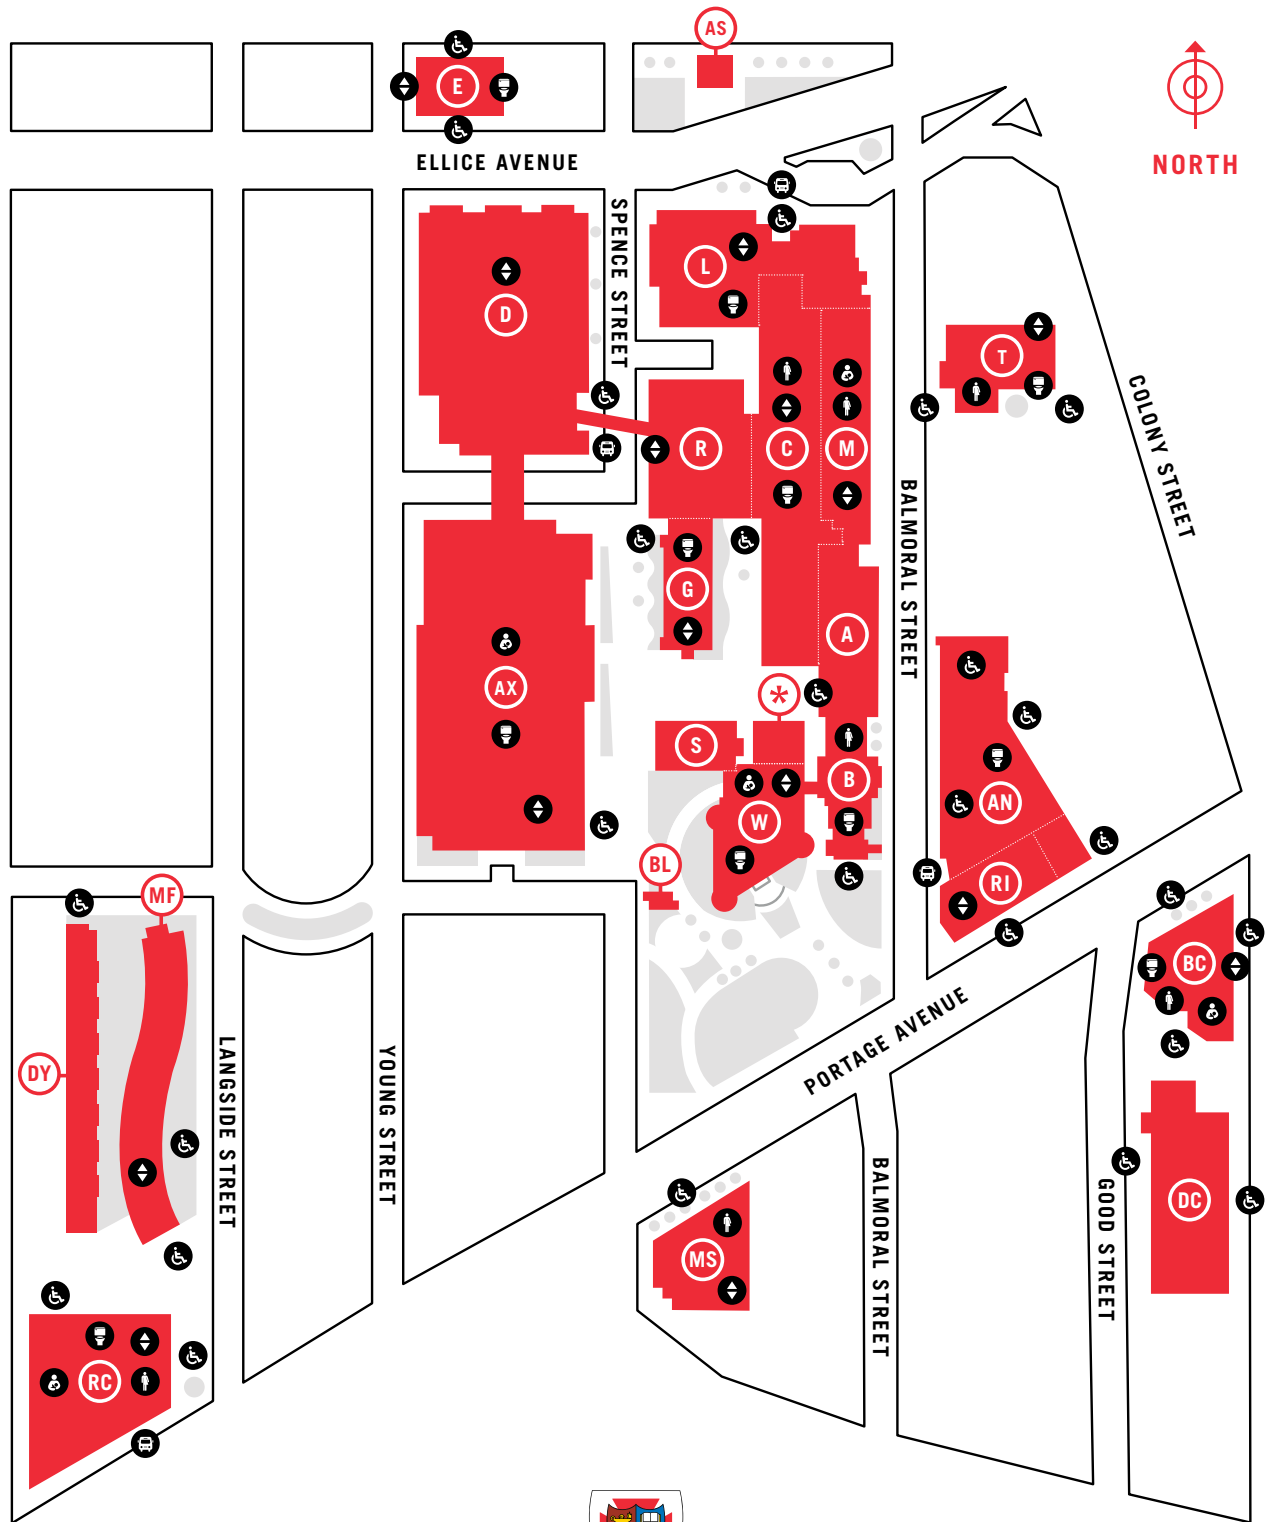 AS
E
NORTH
ELLICE AVENUE
SPENCE STREET
L
D
T
COLONY STREET
R
C
M
BALMORAL STREET
G
A
AX
*
S
B
W
AN
BL
RI
MF
BC
PORTAGE AVENUE
DY
LANGSIDE STREET
YOUNG STREET
BALMORAL STREET
GOOD STREET
DC
MS
RC